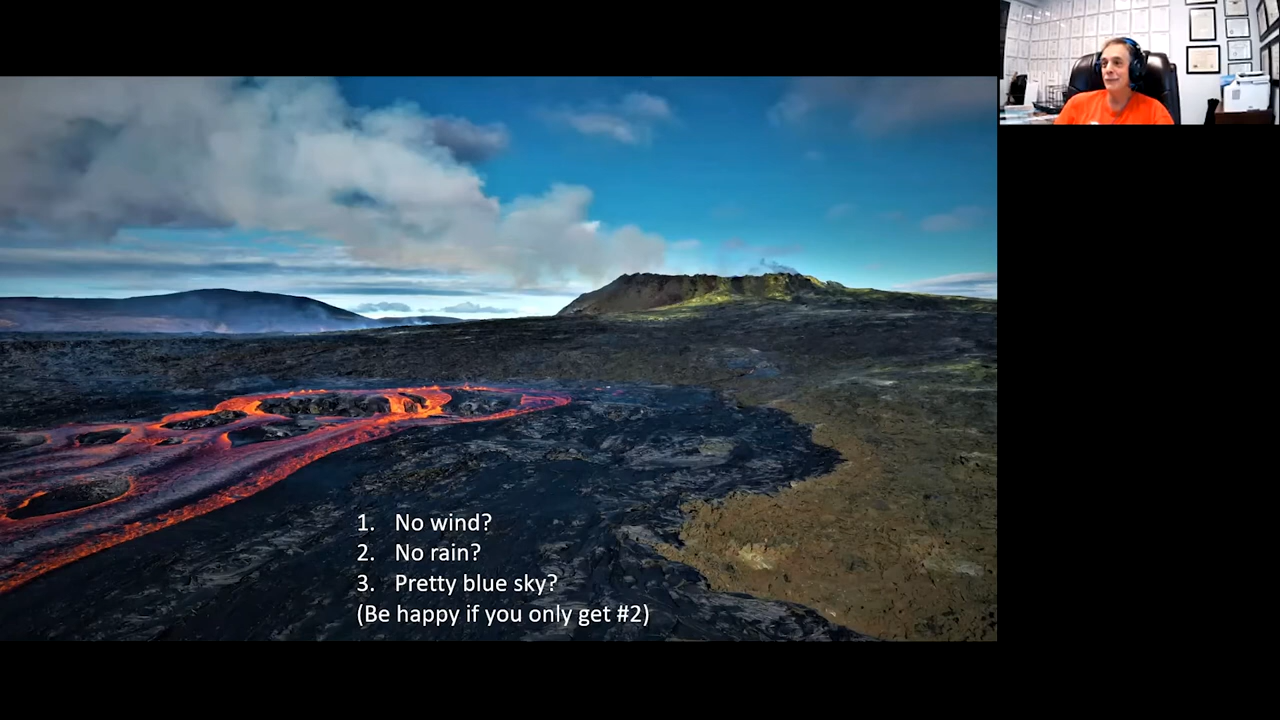 1. No wind?
2. No rain?
3. Pretty blue sky?
(Be happy if you only get #2)